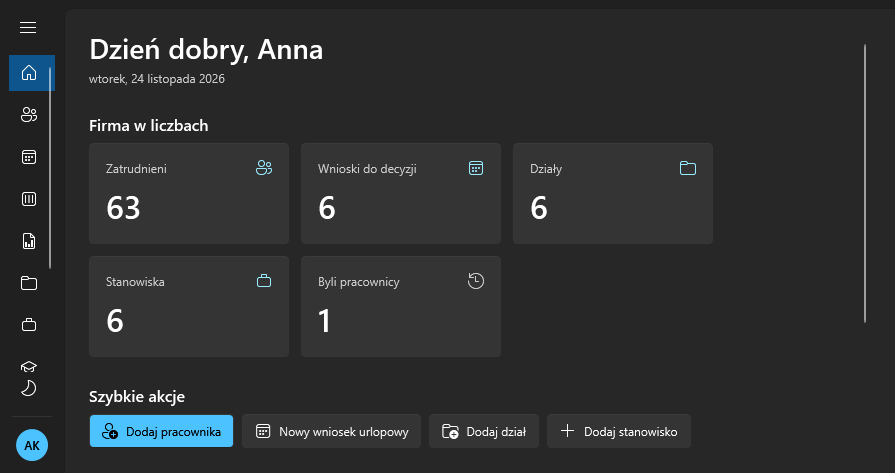 Dzień dobry, Anna
wtorek, 24 listopada 2026
Firma w liczbach
Zatrudnieni
63
Wnioski do decyzji
6
Działy
6
Stanowiska
6
Byli pracownicy
1
Szybkie akcje
Dodaj pracownika
Nowy wniosek urlopowy
Dodaj dział
Dodaj stanowisko
AK